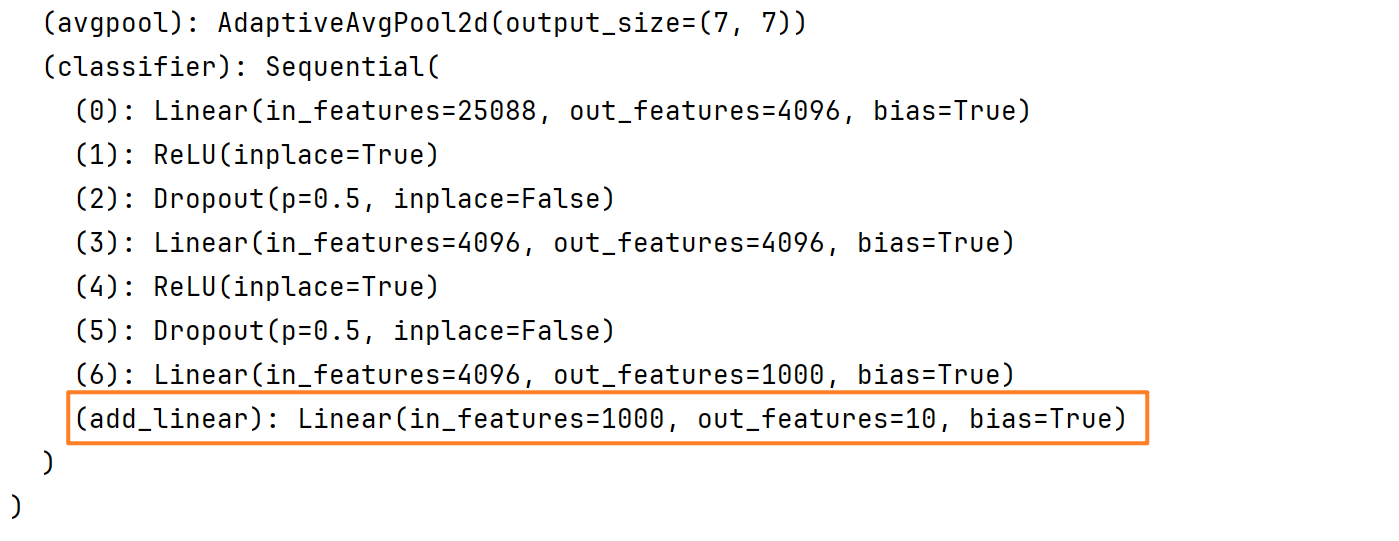 (avgpool): AdaptiveAvgPool2d(output_size=(7, 7))
(classifier): Sequential(
(0): Linear(in_features=25088, out_features=4096, bias=True)
(1): ReLU(inplace=True)
(2): Dropout(p=0.5, inplace=False)
(3): Linear(in_features=4096, out_features=4096, bias=True)
(4): ReLU(inplace=True)
(5): Dropout(p=0.5, inplace=False)
(6): Linear(in_features=4096, out_features=1000, bias=True)
(add_linear): Linear(in_features=1000, out_features=10, bias=True)
)
)